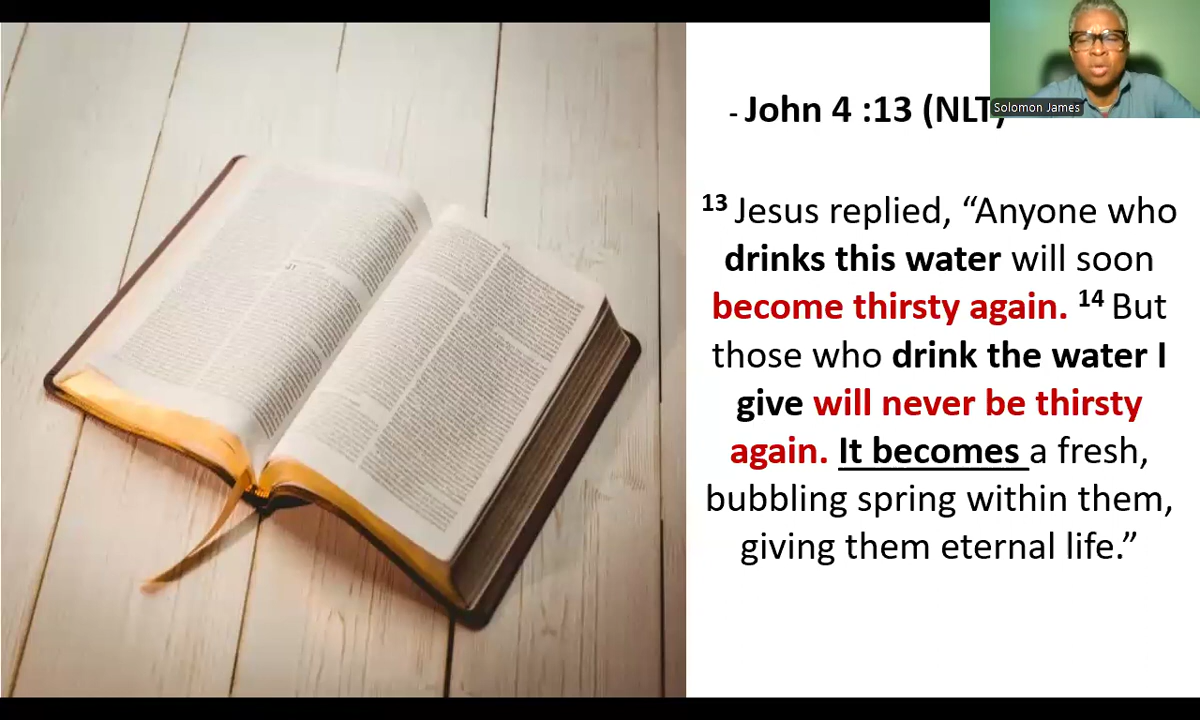 - John 4 :13 (NLT)
Solomon James
13 Jesus replied, “Anyone who
drinks this water will soon
become thirsty again. 14 But
those who drink the water I
give will never be thirsty
again. It becomes a fresh,
bubbling spring within them,
giving them eternal life.”